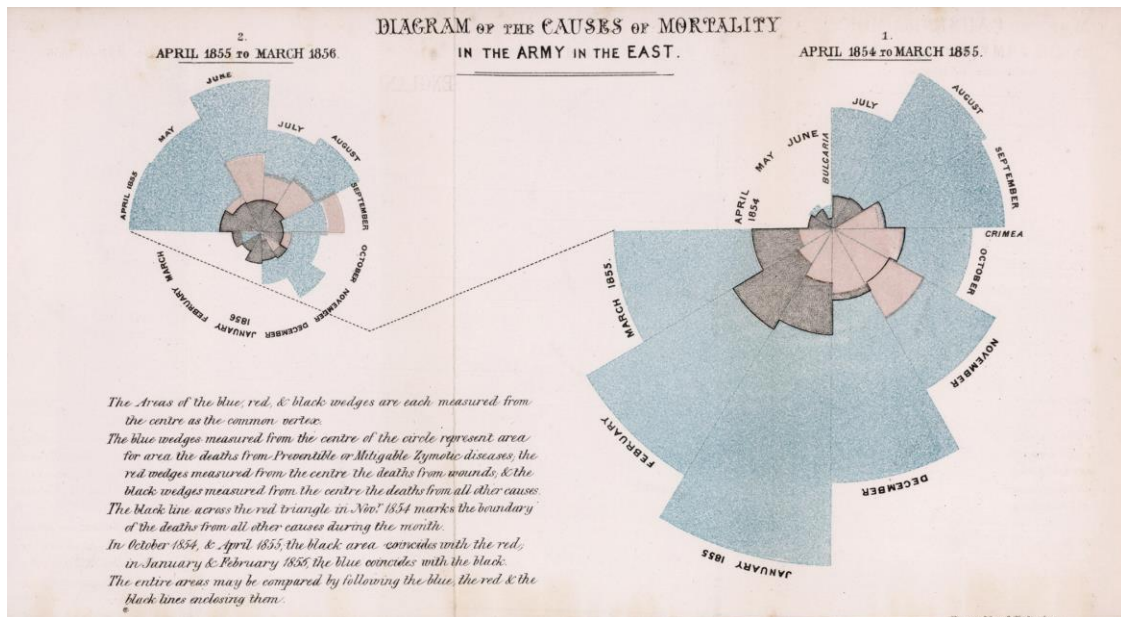 DIAGRAM OF THE CAUSES OF MORTALITY
IN THE ARMY IN THE EAST.
2.
APRIL 1855 TO MARCH 1856.
1.
APRIL 1854 TO MARCH 1855.
APRIL 1855
MAY
JUNE
JULY
AUGUST
SEPTEMBER
OCTOBER
NOVEMBER
DECEMBER
JANUARY 1856
FEBRUARY
MARCH
APRIL 1854
MAY
JUNE
JULY
AUGUST
SEPTEMBER
OCTOBER
NOVEMBER
DECEMBER
JANUARY 1855
FEBRUARY
MARCH 1855.
BULGARIA
CRIMEA
The Areas of the blue, red, & black wedges are each measured from
the centre as the common vertex.
The blue wedges measured from the centre of the circle represent area
for area the deaths from Preventible or Mitigable Zymotic diseases; the
red wedges measured from the centre the deaths from wounds; & the
black wedges measured from the centre the deaths from all other causes.
The black line across the red triangle in Novr. 1854 marks the boundary
of the deaths from all other causes during the month.
In October 1854, & April 1855, the black area coincides with the red;
in January & February 1856, the blue coincides with the black.
The entire areas may be compared by following the blue, the red & the
black lines enclosing them.